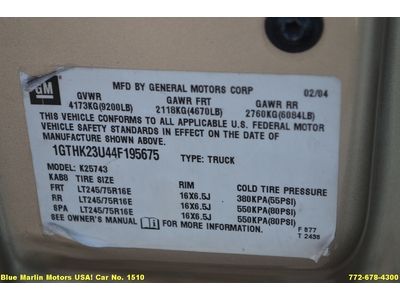 GM
MFD BY GENERAL MOTORS CORP 02/04
GVWR GAWR FRT GAWR RR
4173KG(9200LB) 2118KG(4670LB) 2760KG(6084LB)
THIS VEHICLE CONFORMS TO ALL APPLICABLE U.S. FEDERAL MOTOR
VEHICLE SAFETY STANDARDS IN EFFECT ON THE DATE OF
MANUFACTURE SHOWN ABOVE.
1GTHK23U44F195675 TYPE: TRUCK
MODEL: K25743
KAB8 TIRE SIZE RIM COLD TIRE PRESSURE
FRT LT245/75R16E 16X6.5J 380KPA(55PSI)
RR LT245/75R16E 16X6.5J 550KPA(80PSI)
SPA LT245/75R16E 16X6.5J 550KPA(80PSI)
SEE OWNER'S MANUAL FOR MORE INFORMATION.
F 877
T 2436
Blue Marlin Motors USA! Car No. 1510 772-678-4300